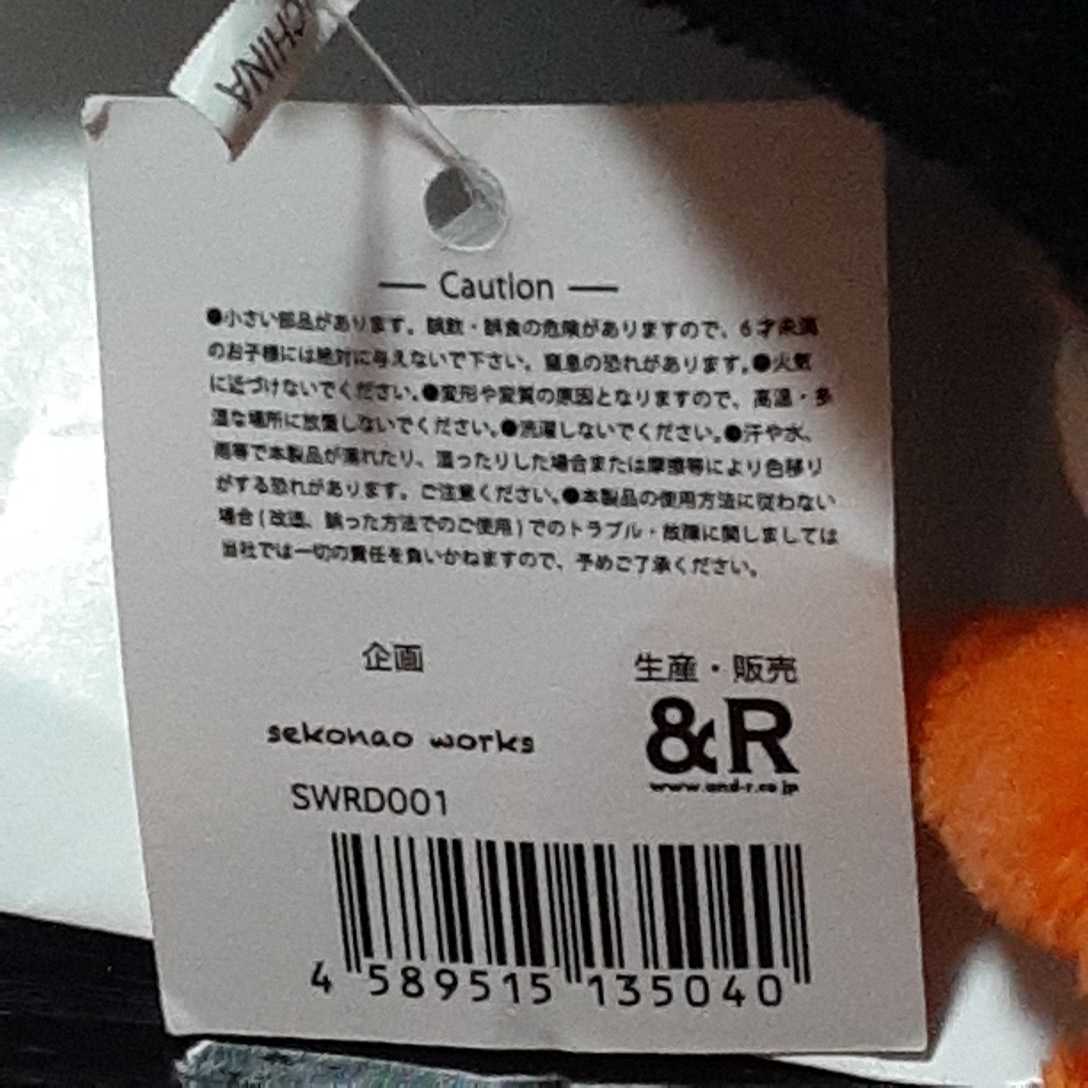 CHINA
— Caution —
●小さい部品があります。誤飲・誤食の危険がありますので、6才未満
のお子様には絶対に与えないで下さい。窒息の恐れがあります。●火気
に近づけないでください。●変形や変質の原因となりますので、高温・多
湿な場所に放置しないでください。●洗濯しないでください。●汗や水、
雨等で本製品が濡れたり、湿ったりした場合または摩擦等により色移り
がする恐れがあります。ご注意ください。●本製品の使用方法に従わない
場合(改造、誤った方法でのご使用)でのトラブル・故障に関しましては
当社では一切の責任を負いかねますので、予めご了承ください。
企画
生産・販売
sekonao works
&R
www.and-r.co.jp
SWRD001
4 589515 135040